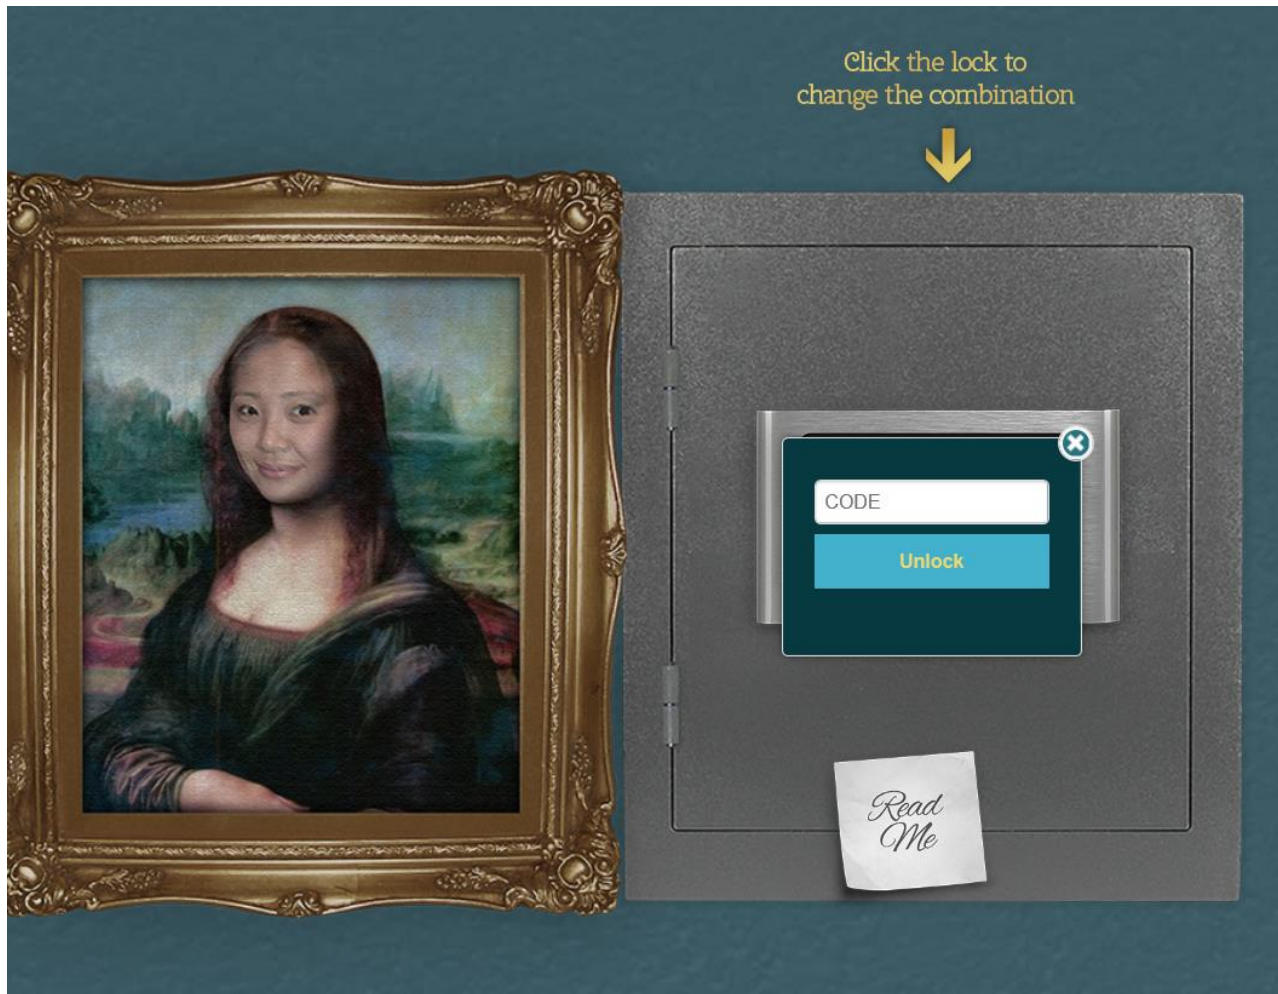 Click the lock to
change the combination
CODE
Unlock
Read
Me